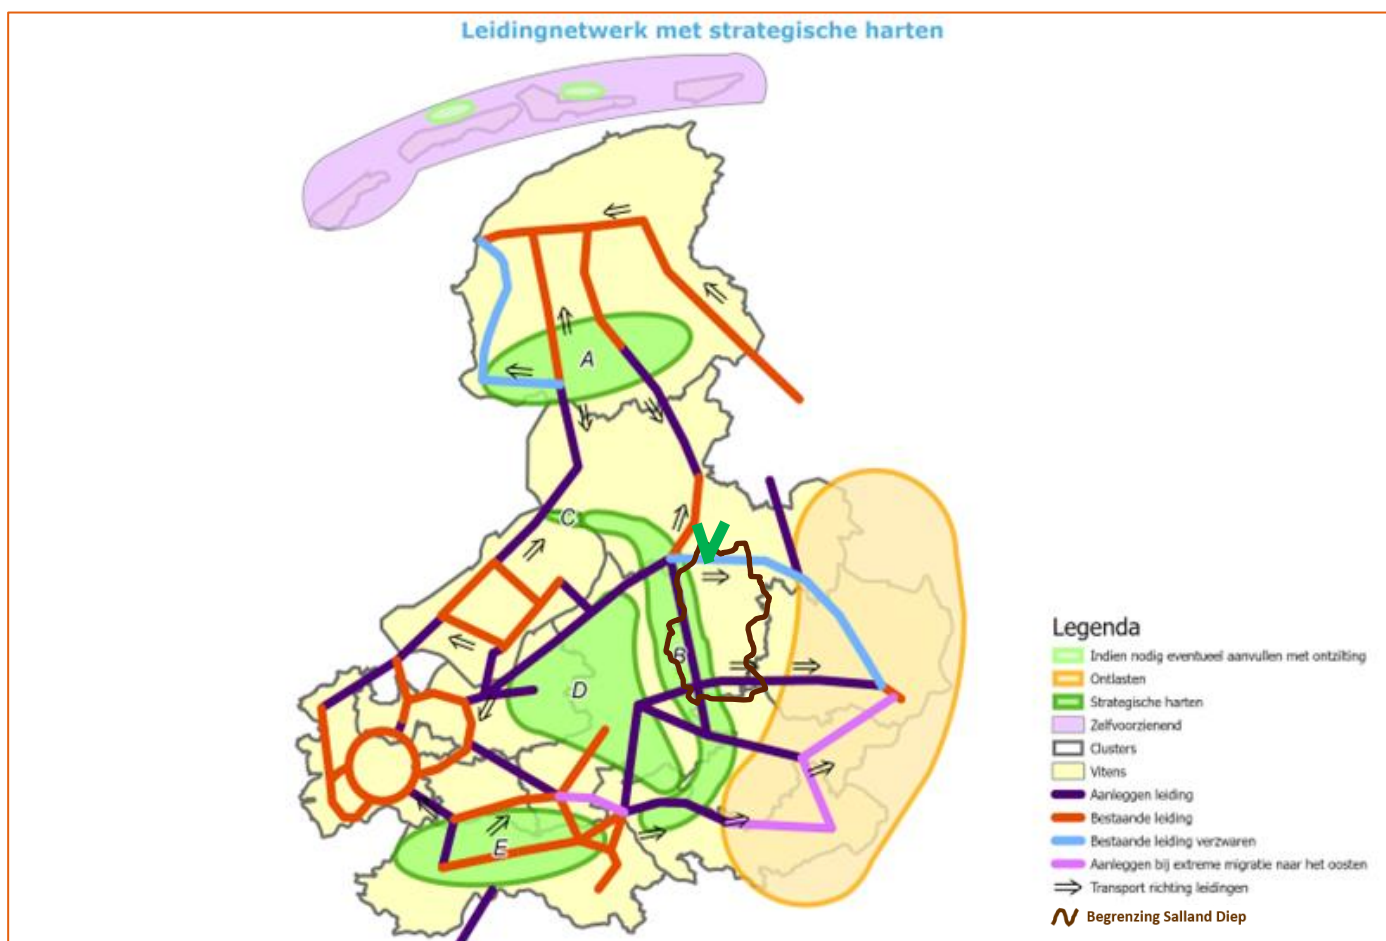 Leidingnetwerk met strategische harten
A
C
B
D
E
Legenda
Indien nodig eventueel aanvullen met ontzilting
Ontlasten
Strategische harten
Zelfvoorzienend
Clusters
Vitens
Aanleggen leiding
Bestaande leiding
Bestaande leiding verzwaren
Aanleggen bij extreme migratie naar het oosten
Transport richting leidingen
Begrenzing Salland Diep